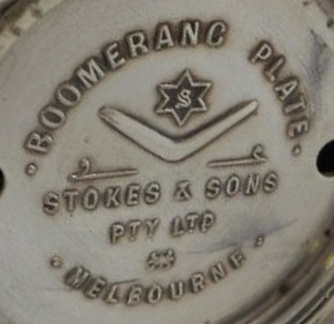 · BOOMERANG PLATE ·
S
STOKES & SONS
PTY LTD
· MELBOURNE ·